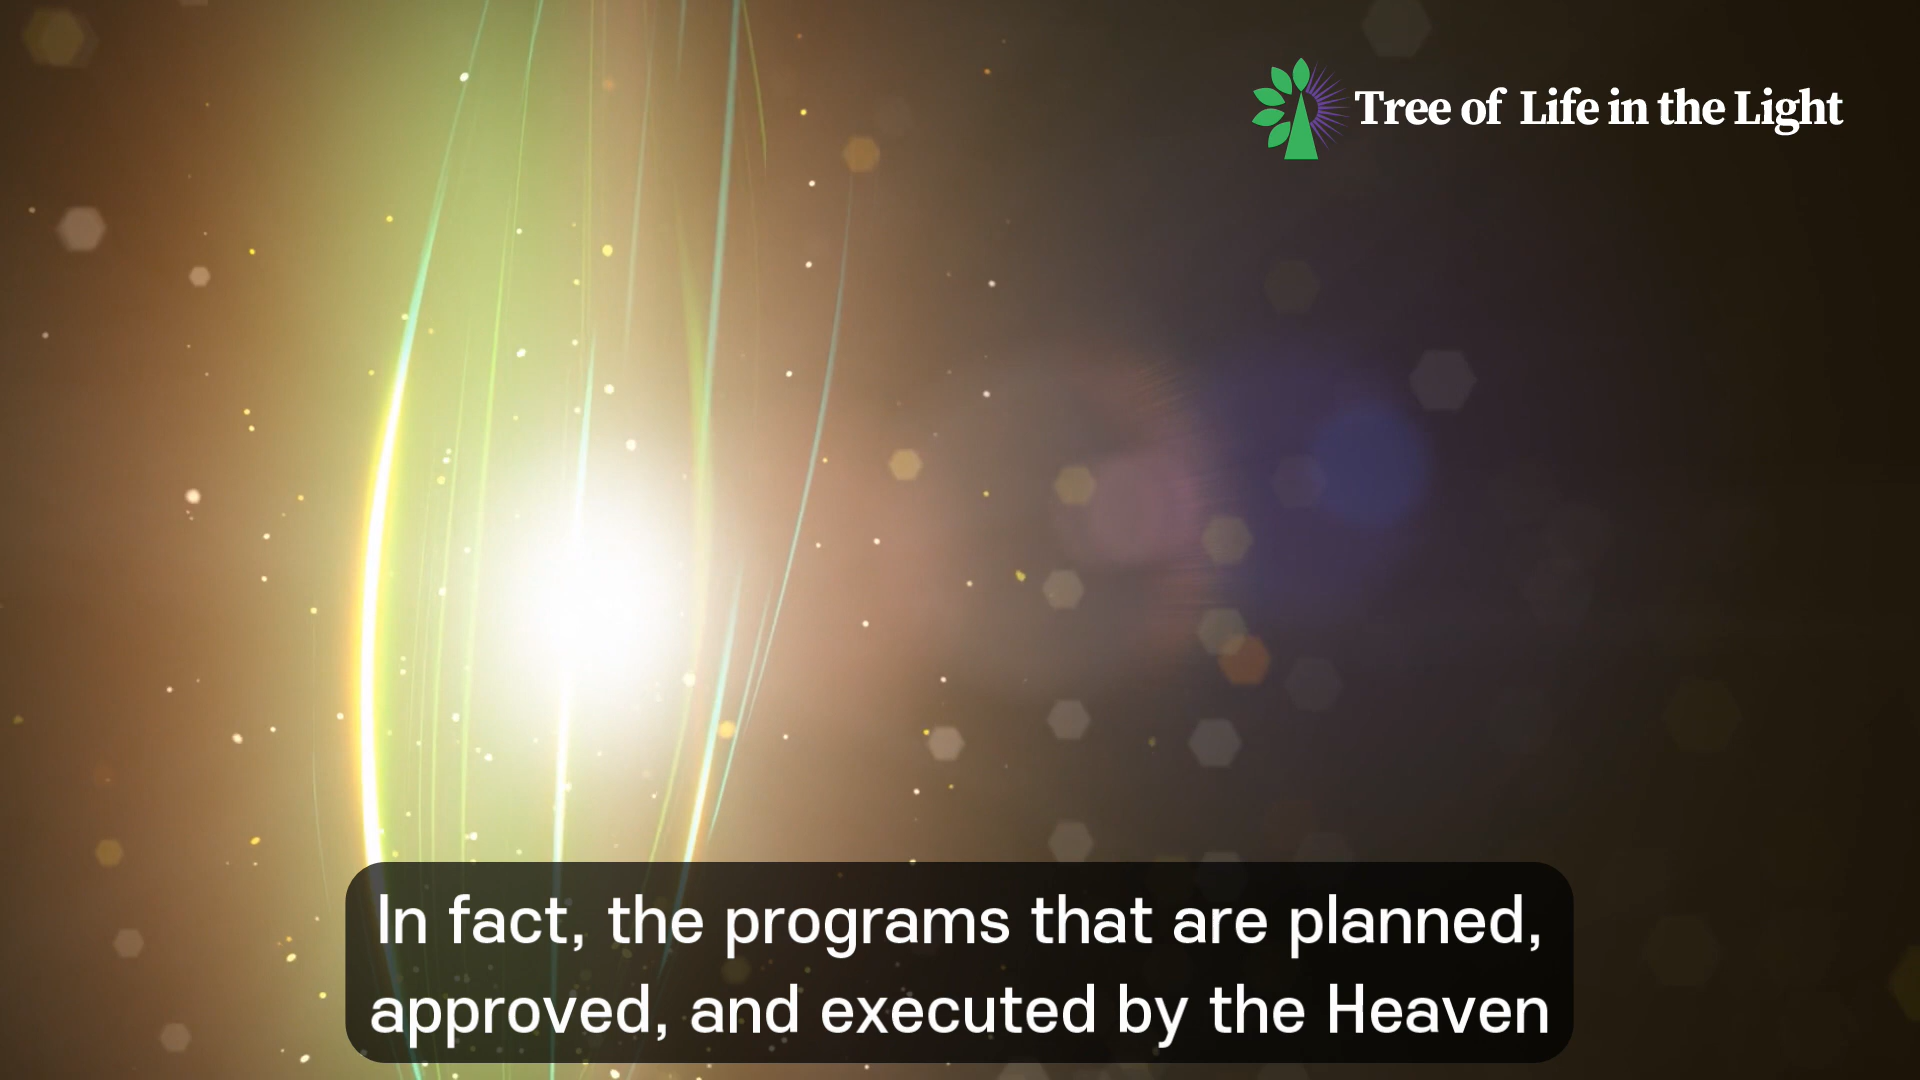 Tree of Life in the Light
In fact, the programs that are planned,
approved, and executed by the Heaven